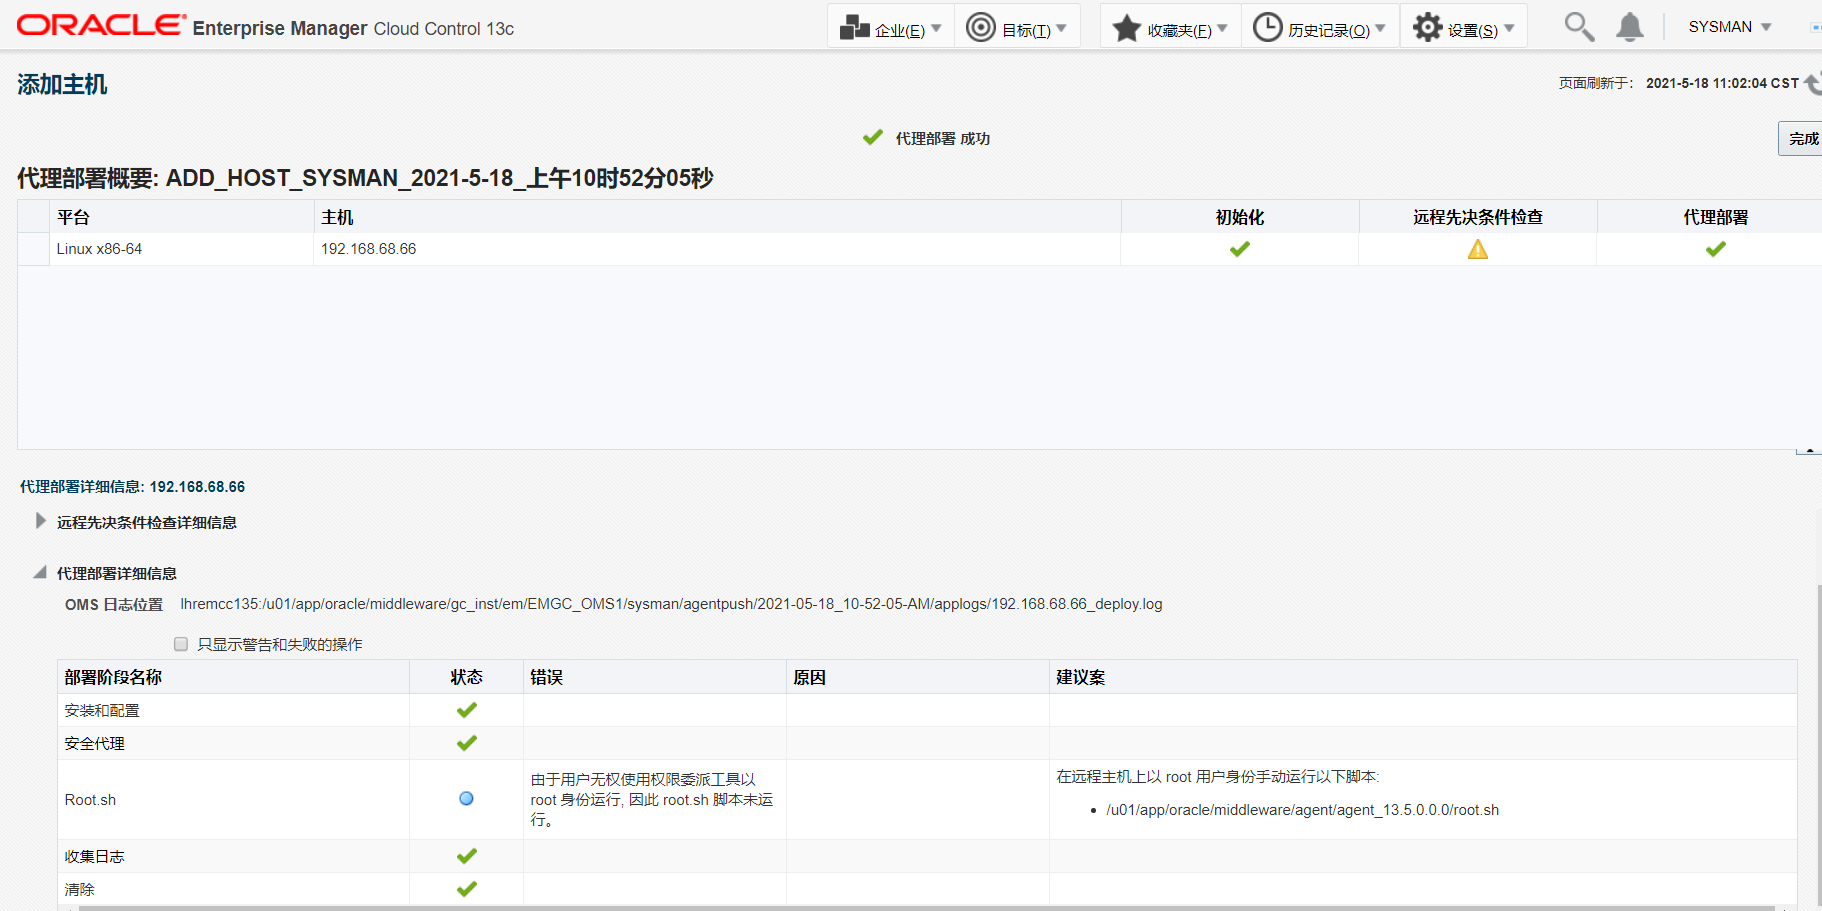 ORACLE® Enterprise Manager Cloud Control 13c
企业(E) 目标(T) 收藏夹(F) 历史记录(O) 设置(S) SYSMAN
添加主机
页面刷新于: 2021-5-18 11:02:04 CST
代理部署 成功
完成
代理部署概要: ADD_HOST_SYSMAN_2021-5-18_上午10时52分05秒
平台 主机 初始化 远程先决条件检查 代理部署
Linux x86-64 192.168.68.66
代理部署详细信息: 192.168.68.66
远程先决条件检查详细信息
代理部署详细信息
OMS 日志位置 lhremcc135:/u01/app/oracle/middleware/gc_inst/em/EMGC_OMS1/sysman/agentpush/2021-05-18_10-52-05-AM/applogs/192.168.68.66_deploy.log
只显示警告和失败的操作
部署阶段名称 状态 错误 原因 建议案
安装和配置
安全代理
Root.sh
由于用户无权使用权限委派工具以
root 身份运行, 因此 root.sh 脚本未运
行。
在远程主机上以 root 用户身份手动运行以下脚本:
• /u01/app/oracle/middleware/agent/agent_13.5.0.0.0/root.sh
收集日志
清除